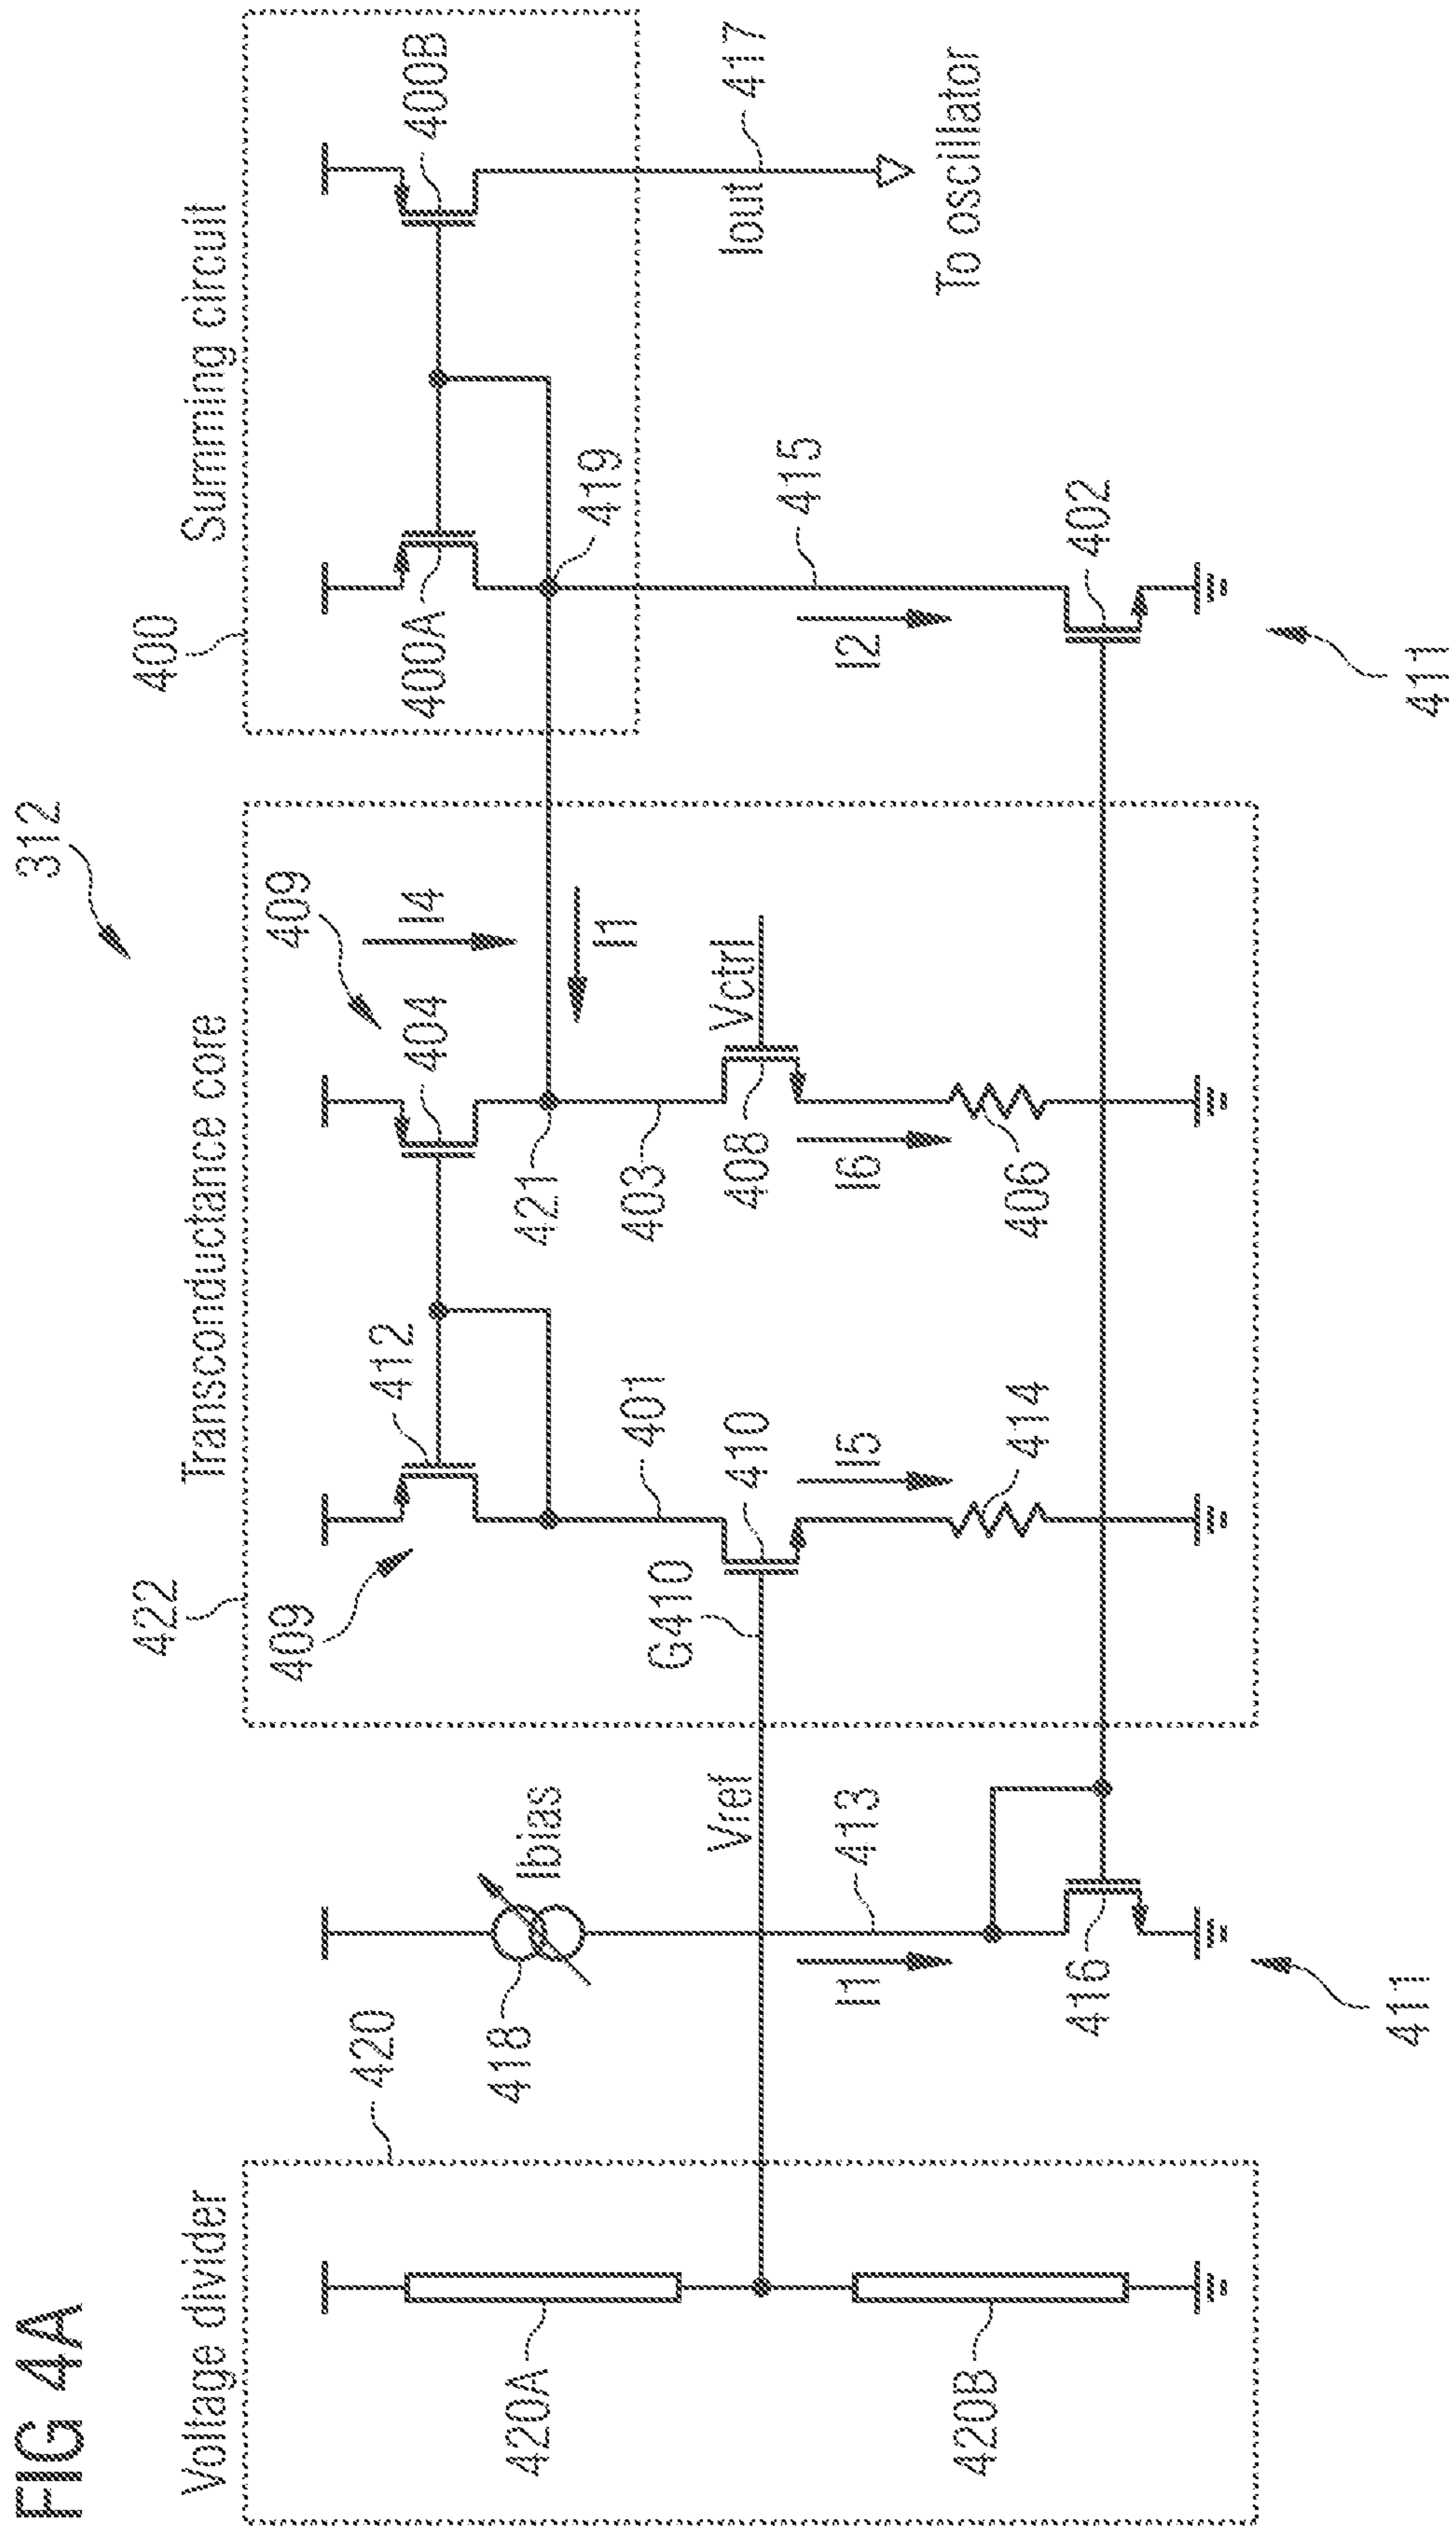 FIG 4A
312
Voltage divider
420
420A
420B
418
Ibias
Vref
413
I1
416
411
Transconductance core
422
409
412
409
404
I4
401
G410
410
I5
414
421
403
I1
Vctrl
408
I6
406
Summing circuit
400
400A
400B
419
415
I2
402
411
Iout
417
To oscillator